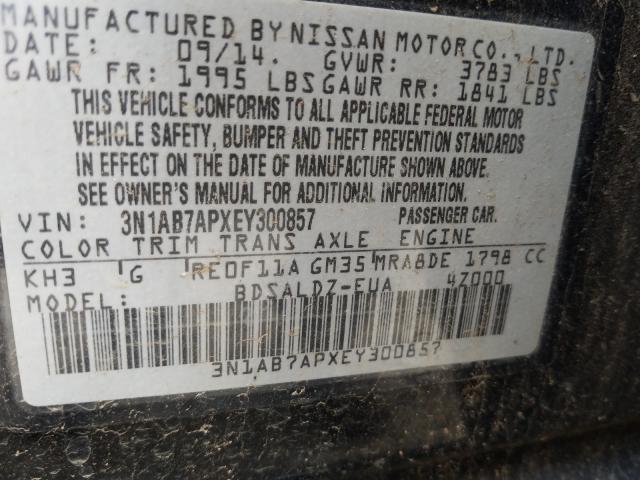 MANUFACTURED BY NISSAN MOTOR CO., LTD.
DATE: 09/14. GVWR: 3783 LBS
GAWR FR: 1995 LBS GAWR RR: 1841 LBS
THIS VEHICLE CONFORMS TO ALL APPLICABLE FEDERAL MOTOR
VEHICLE SAFETY, BUMPER AND THEFT PREVENTION STANDARDS
IN EFFECT ON THE DATE OF MANUFACTURE SHOWN ABOVE.
SEE OWNER'S MANUAL FOR ADDITIONAL INFORMATION.
VIN: 3N1AB7APXEY300857 PASSENGER CAR.
COLOR TRIM TRANS AXLE ENGINE
KH3 G RE0F11A GM35 MRA8DE 1798 CC
MODEL: BDSALDZ-EUA 4Z000
3N1AB7APXEY300857